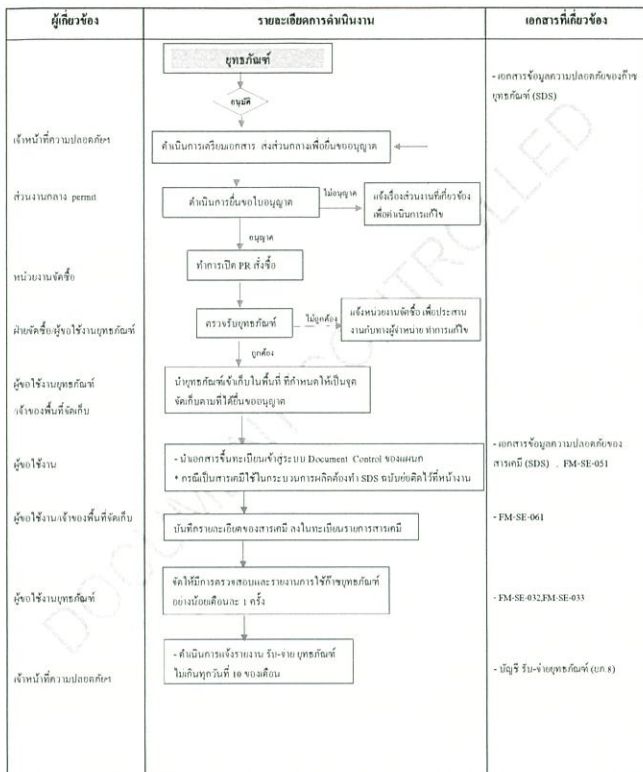 ผู้เกี่ยวข้อง
รายละเอียดการดำเนินงาน
เอกสารที่เกี่ยวข้อง
ยุทธภัณฑ์
- เอกสารข้อมูลความปลอดภัยของก๊าซ
ยุทธภัณฑ์ (SDS)
อนุมัติ
เจ้าหน้าที่ความปลอดภัยฯ
ดำเนินการเตรียมเอกสาร ส่งส่วนกลางเพื่อยื่นขออนุญาต
ส่วนงานกลาง permit
ดำเนินการยื่นขอใบอนุญาต
ไม่อนุญาต
แจ้งเรื่องส่วนงานที่เกี่ยวข้อง
เพื่อดำเนินการแก้ไข
อนุญาต
หน่วยงานจัดซื้อ
ทำการเปิด PR สั่งซื้อ
ฝ่ายจัดซื้อ/ผู้ขอใช้งานยุทธภัณฑ์
ตรวจรับยุทธภัณฑ์
ไม่ถูกต้อง
แจ้งหน่วยงานจัดซื้อ เพื่อประสาน
งานกับทางผู้จำหน่าย ทำการแก้ไข
ถูกต้อง
ผู้ขอใช้งานยุทธภัณฑ์
/เจ้าของพื้นที่จัดเก็บ
นำยุทธภัณฑ์เข้าเก็บในพื้นที่ ที่กำหนดให้เป็นจุด
จัดเก็บตามที่ได้ยื่นขออนุญาต
ผู้ขอใช้งาน
- นำเอกสารขึ้นทะเบียนเข้าสู่ระบบ Document Control ของแผนก
* กรณีเป็นสารเคมีใช้ในกระบวนการผลิตต้องทำ SDS ฉบับย่อติดไว้ที่หน้างาน
- เอกสารข้อมูลความปลอดภัยของ
สารเคมี (SDS) , FM-SE-051
ผู้ขอใช้งาน/เจ้าของพื้นที่จัดเก็บ
บันทึกรายละเอียดของสารเคมี ลงในทะเบียนรายการสารเคมี
- FM-SE-061
ผู้ขอใช้งานยุทธภัณฑ์
จัดให้มีการตรวจสอบและรายงานการใช้ก๊าซยุทธภัณฑ์
อย่างน้อยเดือนละ 1 ครั้ง
- FM-SE-032,FM-SE-033
เจ้าหน้าที่ความปลอดภัยฯ
- ดำเนินการแจ้งรายงาน รับ-จ่าย ยุทธภัณฑ์
ไม่เกินทุกวันที่ 10 ของเดือน
- บัญชี รับ-จ่ายยุทธภัณฑ์ (ยภ.8)
DOCUMENT CONTROLLED